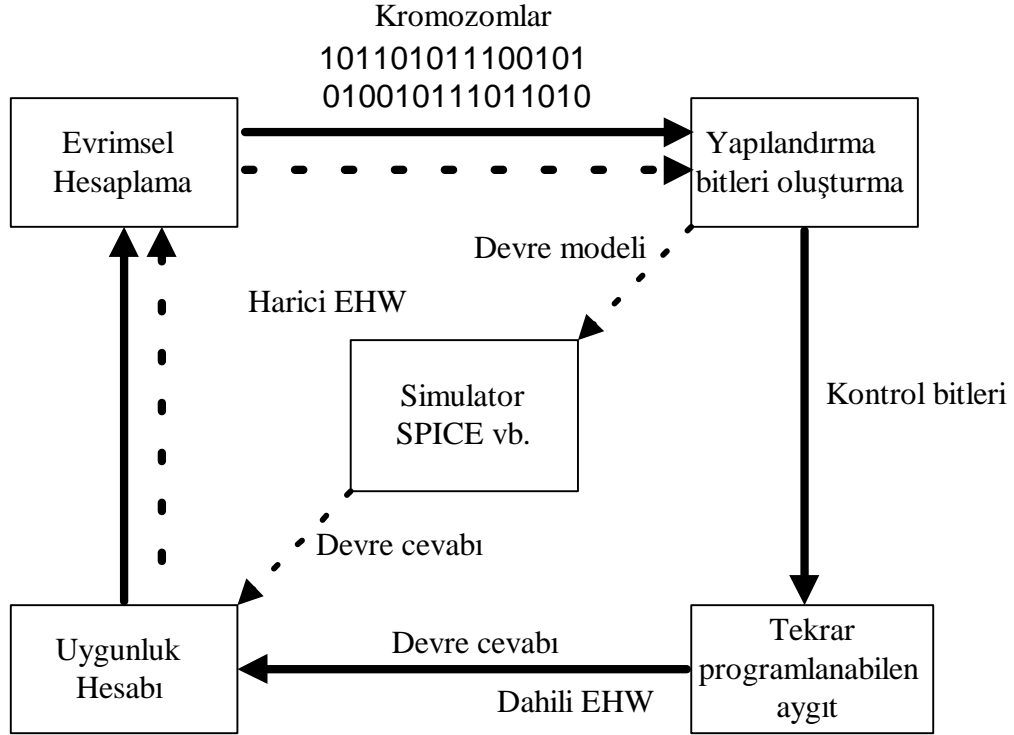 Kromozomlar
101101011100101
010010111011010
Evrimsel
Hesaplama
Yapılandırma
bitleri oluşturma
Devre modeli
Harici EHW
Simulator
SPICE vb.
Kontrol bitleri
Devre cevabı
Uygunluk
Hesabı
Devre cevabı
Dahili EHW
Tekrar
programlanabilen
aygıt